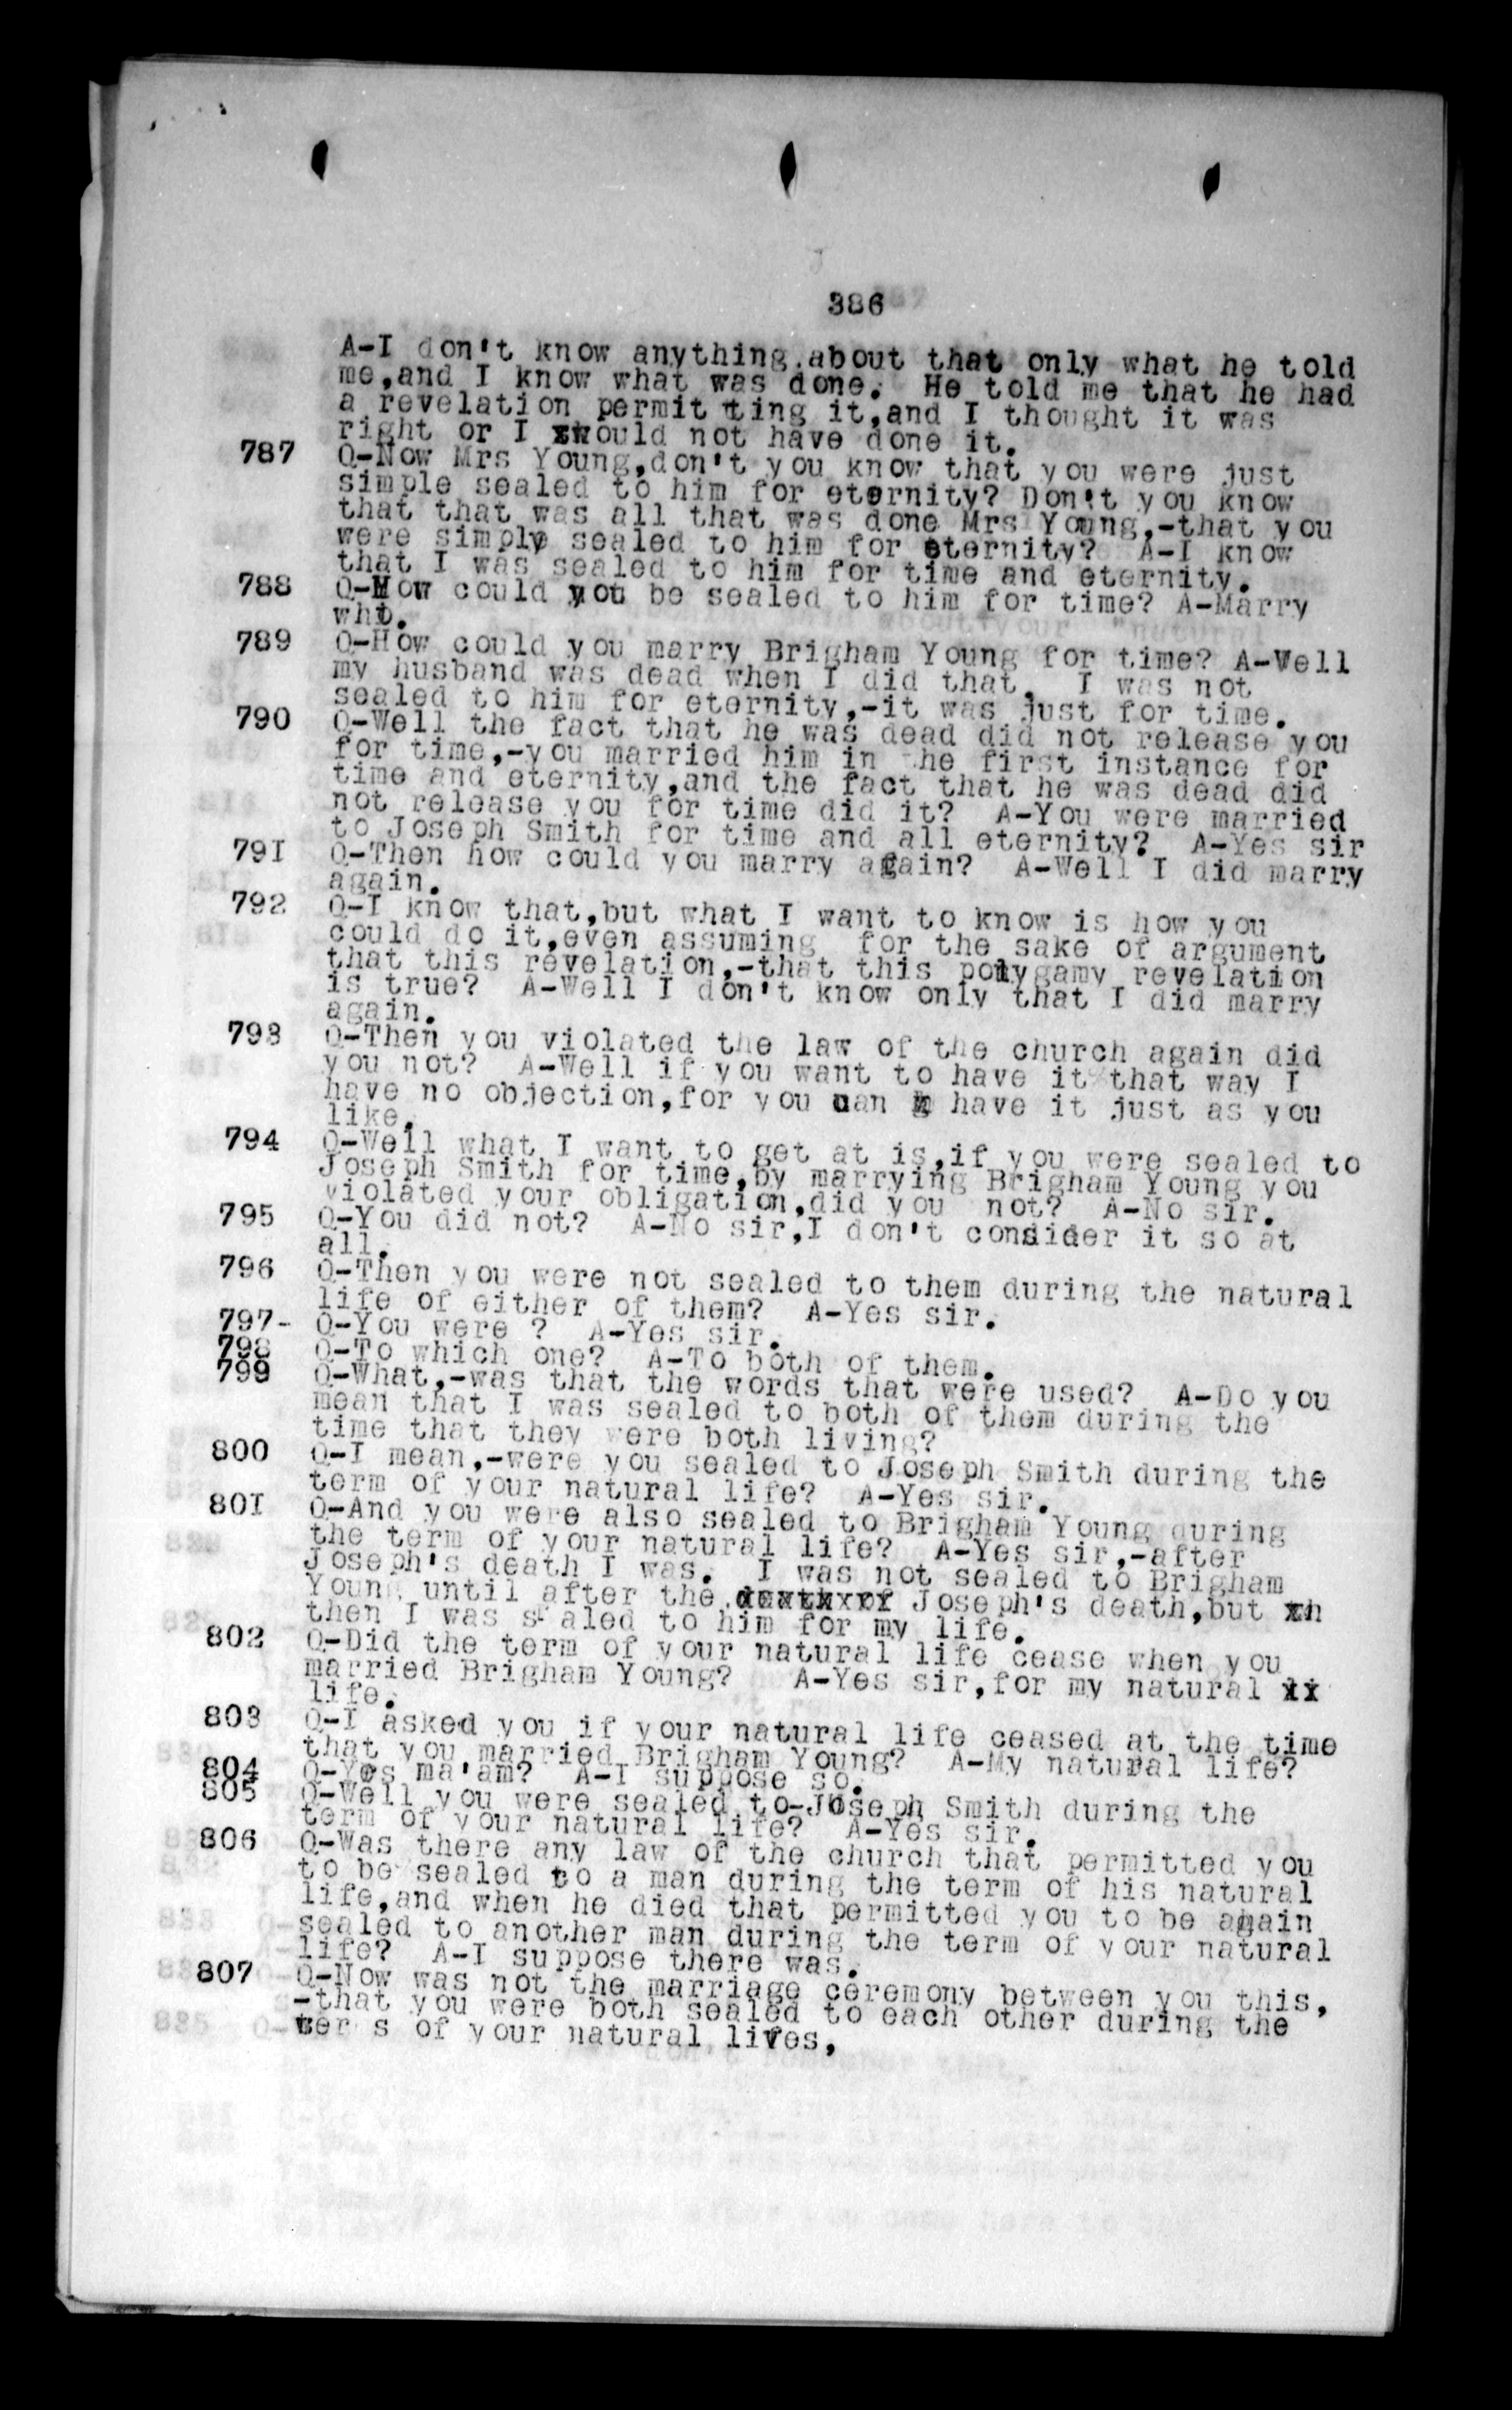 386
A-I don't know anything.about that only what he told
me,and I know what was done. He told me that he had
a revelation permit ting it,and I thought it was
right or I should not have done it.
787 Q-Now Mrs Young,don't you know that you were just
simple sealed to him for eternity? Don't you know
that that was all that was done Mrs Young,-that you
were simply sealed to him for eternity? A-I know
that I was sealed to him for time and eternity.
788 Q-How could you be sealed to him for time? A-Marry
who.
789 Q-How could you marry Brigham Young for time? A-Well
my husband was dead when I did that. I was not
sealed to him for eternity,-it was just for time.
790 Q-Well the fact that he was dead did not release you
for time,-you married him in the first instance for
time and eternity,and the fact that he was dead did
not release you for time did it? A-You were married
to Joseph Smith for time and all eternity? A-Yes sir
791 Q-Then how could you marry again? A-Well I did marry
again.
792 Q-I know that,but what I want to know is how you
could do it,even assuming for the sake of argument
that this revelation,-that this polygamy revelation
is true? A-Well I don't know only that I did marry
again.
793 Q-Then you violated the law of the church again did
you not? A-Well if you want to have it that way I
have no objection,for you can have it just as you
like.
794 Q-Well what I want to get at is,if you were sealed to
Joseph Smith for time,by marrying Brigham Young you
violated your obligation,did you not? A-No sir.
795 Q-You did not? A-No sir,I don't consider it so at
all.
796 Q-Then you were not sealed to them during the natural
life of either of them? A-Yes sir.
797- Q-You were ? A-Yes sir.
798 Q-To which one? A-To both of them.
799 Q-What,-was that the words that were used? A-Do you
mean that I was sealed to both of them during the
time that they were both living?
800 Q-I mean,-were you sealed to Joseph Smith during the
term of your natural life? A-Yes sir.
801 Q-And you were also sealed to Brigham Young during
the term of your natural life? A-Yes sir,-after
Joseph's death I was. I was not sealed to Brigham
Young until after the Joseph's death,but xh
then I was sealed to him for my life.
802 Q-Did the term of your natural life cease when you
married Brigham Young? A-Yes sir,for my natural li
life.
803 Q-I asked you if your natural life ceased at the time
that you married Brigham Young? A-My natural life?
804 Q-Yes ma'am? A-I suppose so.
805 Q-Well you were sealed to-Joseph Smith during the
term of your natural life? A-Yes sir.
806 Q-Was there any law of the church that permitted you
to be sealed to a man during the term of his natural
life,and when he died that permitted you to be again
sealed to another man during the term of your natural
life? A-I suppose there was.
807 Q-Now was not the marriage ceremony between you this,
-that you were both sealed to each other during the
ter s of your natural lives,